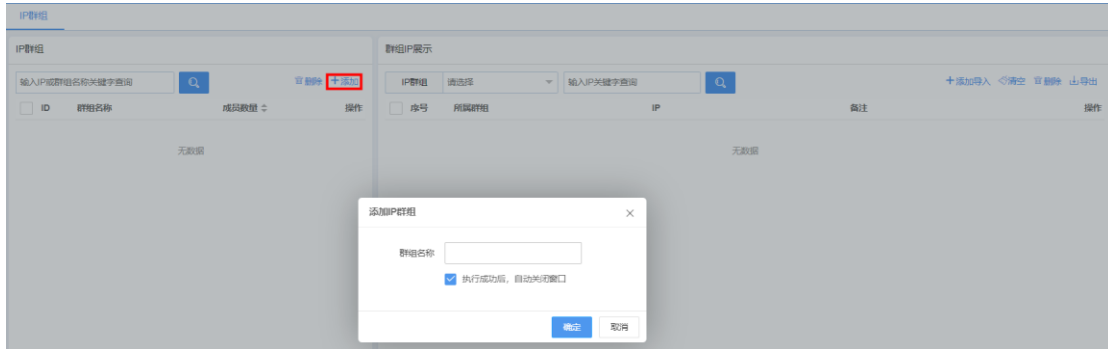 IP群组
IP群组
群组IP展示
输入IP或群组名称关键字查询
删除
添加
IP群组
请选择
输入IP关键字查询
添加导入
清空
删除
导出
ID
群组名称
成员数量
操作
序号
所属群组
IP
备注
操作
无数据
无数据
添加IP群组
群组名称
执行成功后，自动关闭窗口
确定
取消